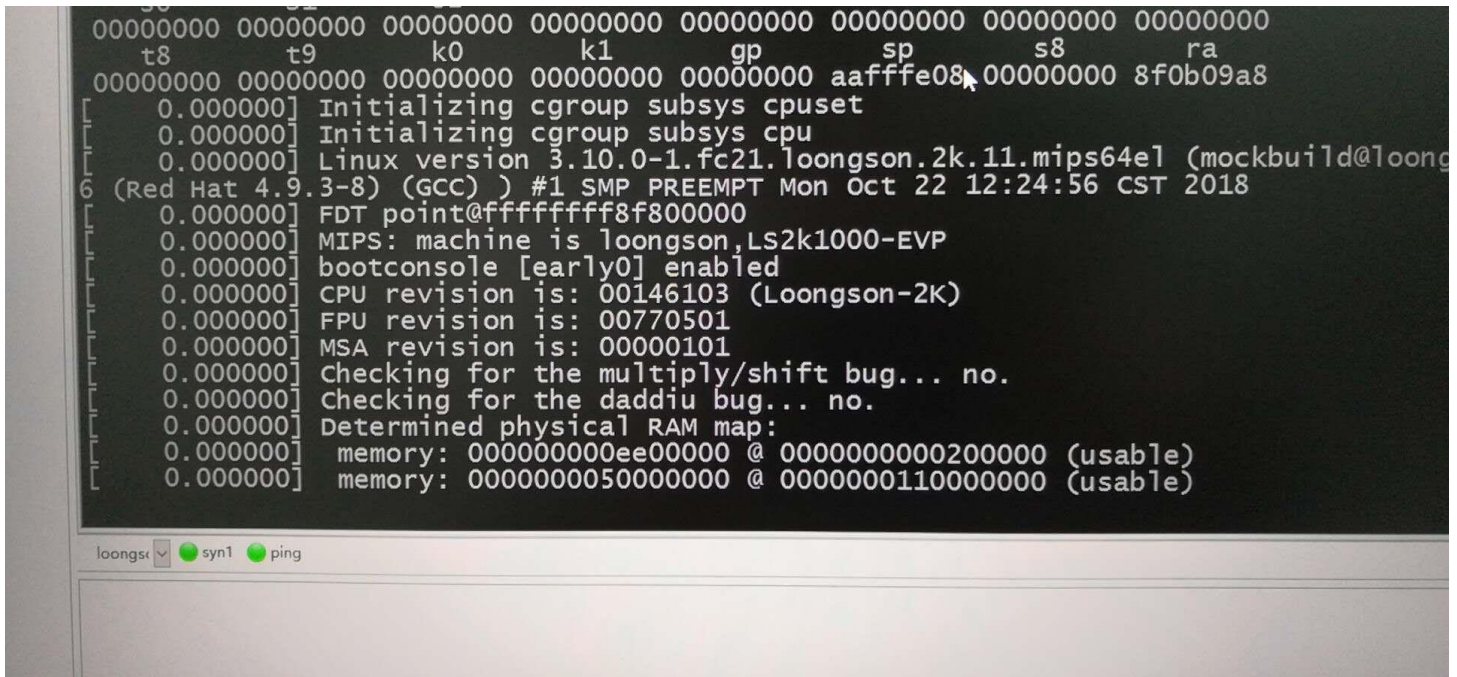 00000000 00000000 00000000 00000000 00000000 00000000 00000000 00000000
t8 t9 k0 k1 gp sp s8 ra
00000000 00000000 00000000 00000000 00000000 aafffe08 00000000 8f0b09a8
[ 0.000000] Initializing cgroup subsys cpuset
[ 0.000000] Initializing cgroup subsys cpu
[ 0.000000] Linux version 3.10.0-1.fc21.loongson.2k.11.mips64el (mockbuild@loong
6 (Red Hat 4.9.3-8) (GCC) ) #1 SMP PREEMPT Mon Oct 22 12:24:56 CST 2018
[ 0.000000] FDT point@ffffffff8f800000
[ 0.000000] MIPS: machine is loongson,LS2k1000-EVP
[ 0.000000] bootconsole [early0] enabled
[ 0.000000] CPU revision is: 00146103 (Loongson-2K)
[ 0.000000] FPU revision is: 00770501
[ 0.000000] MSA revision is: 00000101
[ 0.000000] Checking for the multiply/shift bug... no.
[ 0.000000] Checking for the daddiu bug... no.
[ 0.000000] Determined physical RAM map:
[ 0.000000] memory: 000000000ee00000 @ 0000000000200000 (usable)
[ 0.000000] memory: 0000000050000000 @ 0000000110000000 (usable)
loongs syn1 ping